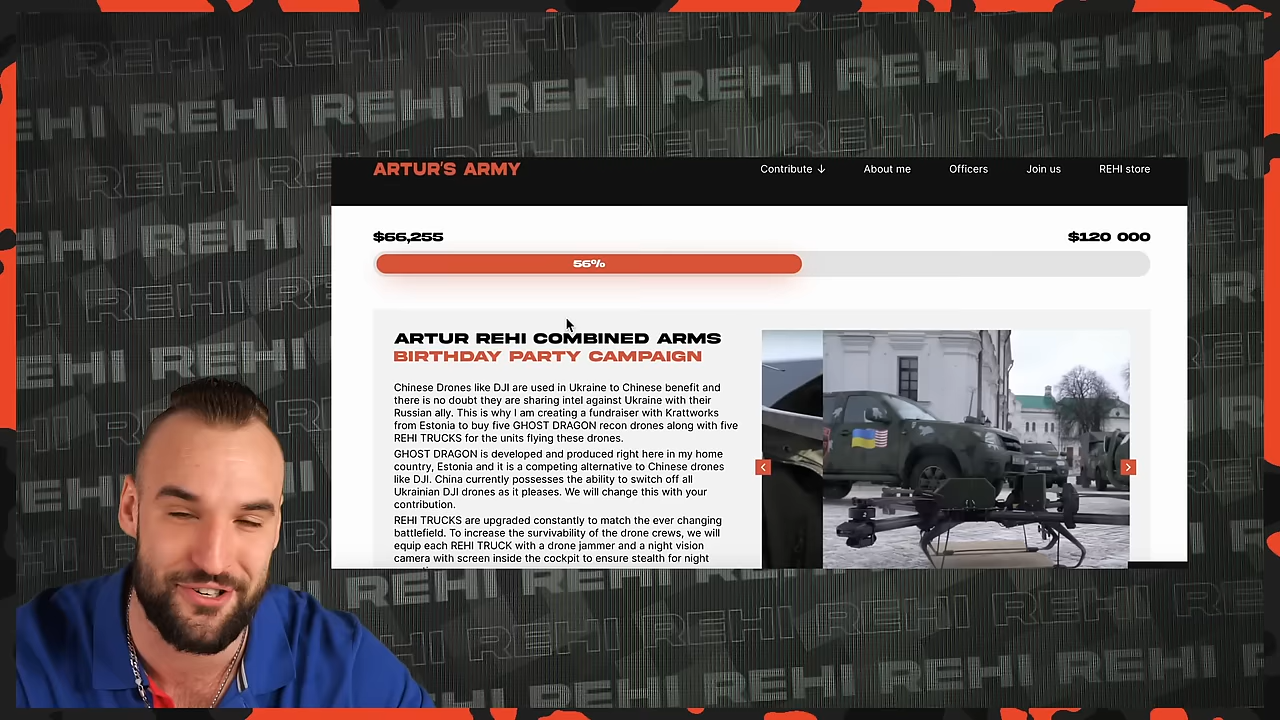 REHI REHI REHI REHI REHI REHI
ARTUR'S ARMY
Contribute ↓
About me
Officers
Join us
REHI store
$66,255
$120 000
56%
ARTUR REHI COMBINED ARMS
BIRTHDAY PARTY CAMPAIGN
Chinese Drones like DJI are used in Ukraine to Chinese benefit and
there is no doubt they are sharing intel against Ukraine with their
Russian ally. This is why I am creating a fundraiser with Krattworks
from Estonia to buy five GHOST DRAGON recon drones along with five
REHI TRUCKS for the units flying these drones.
GHOST DRAGON is developed and produced right here in my home
country, Estonia and it is a competing alternative to Chinese drones
like DJI. China currently possesses the ability to switch off all
Ukrainian DJI drones as it pleases. We will change this with your
contribution.
REHI TRUCKS are upgraded constantly to match the ever changing
battlefield. To increase the survivability of the drone crews, we will
equip each REHI TRUCK with a drone jammer and a night vision
camera with screen inside the cockpit to ensure stealth for night